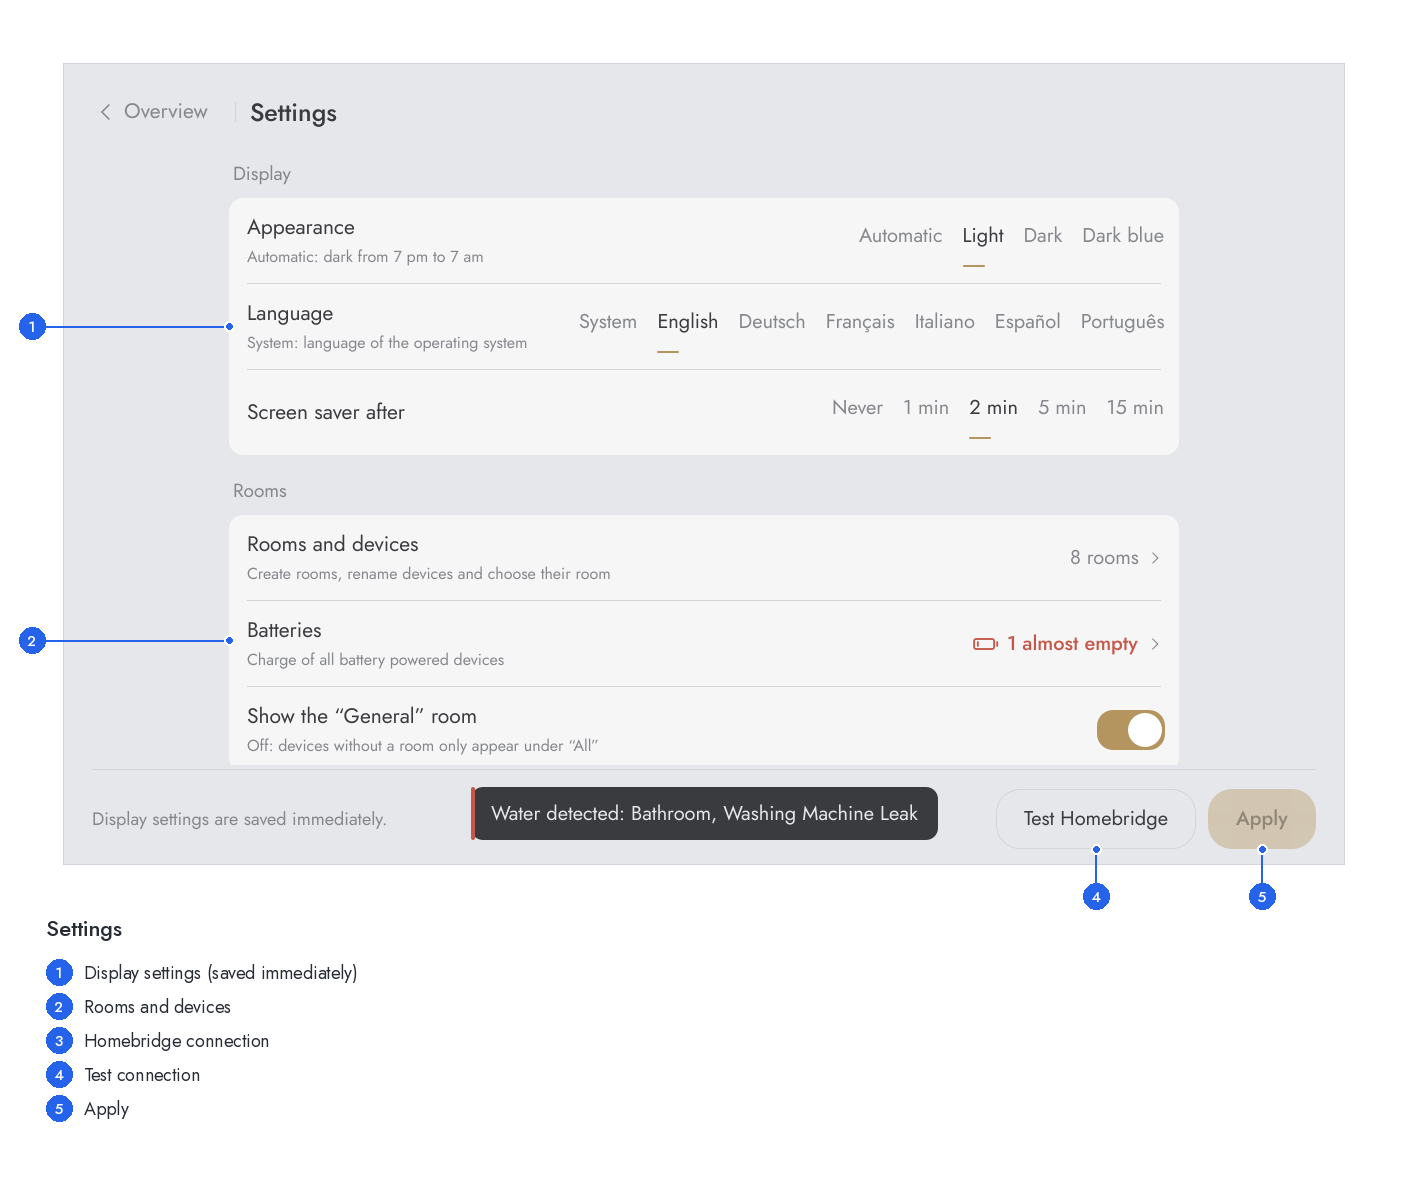 Overview
Settings
Display
Appearance
Automatic: dark from 7 pm to 7 am
Automatic Light Dark Dark blue
1
Language
System: language of the operating system
System English Deutsch Français Italiano Español Português
Screen saver after
Never 1 min 2 min 5 min 15 min
Rooms
Rooms and devices
Create rooms, rename devices and choose their room
8 rooms
2
Batteries
Charge of all battery powered devices
1 almost empty
Show the “General” room
Off: devices without a room only appear under “All”
Display settings are saved immediately.
Water detected: Bathroom, Washing Machine Leak
Test Homebridge
Apply
4
5
Settings
1 Display settings (saved immediately)
2 Rooms and devices
3 Homebridge connection
4 Test connection
5 Apply